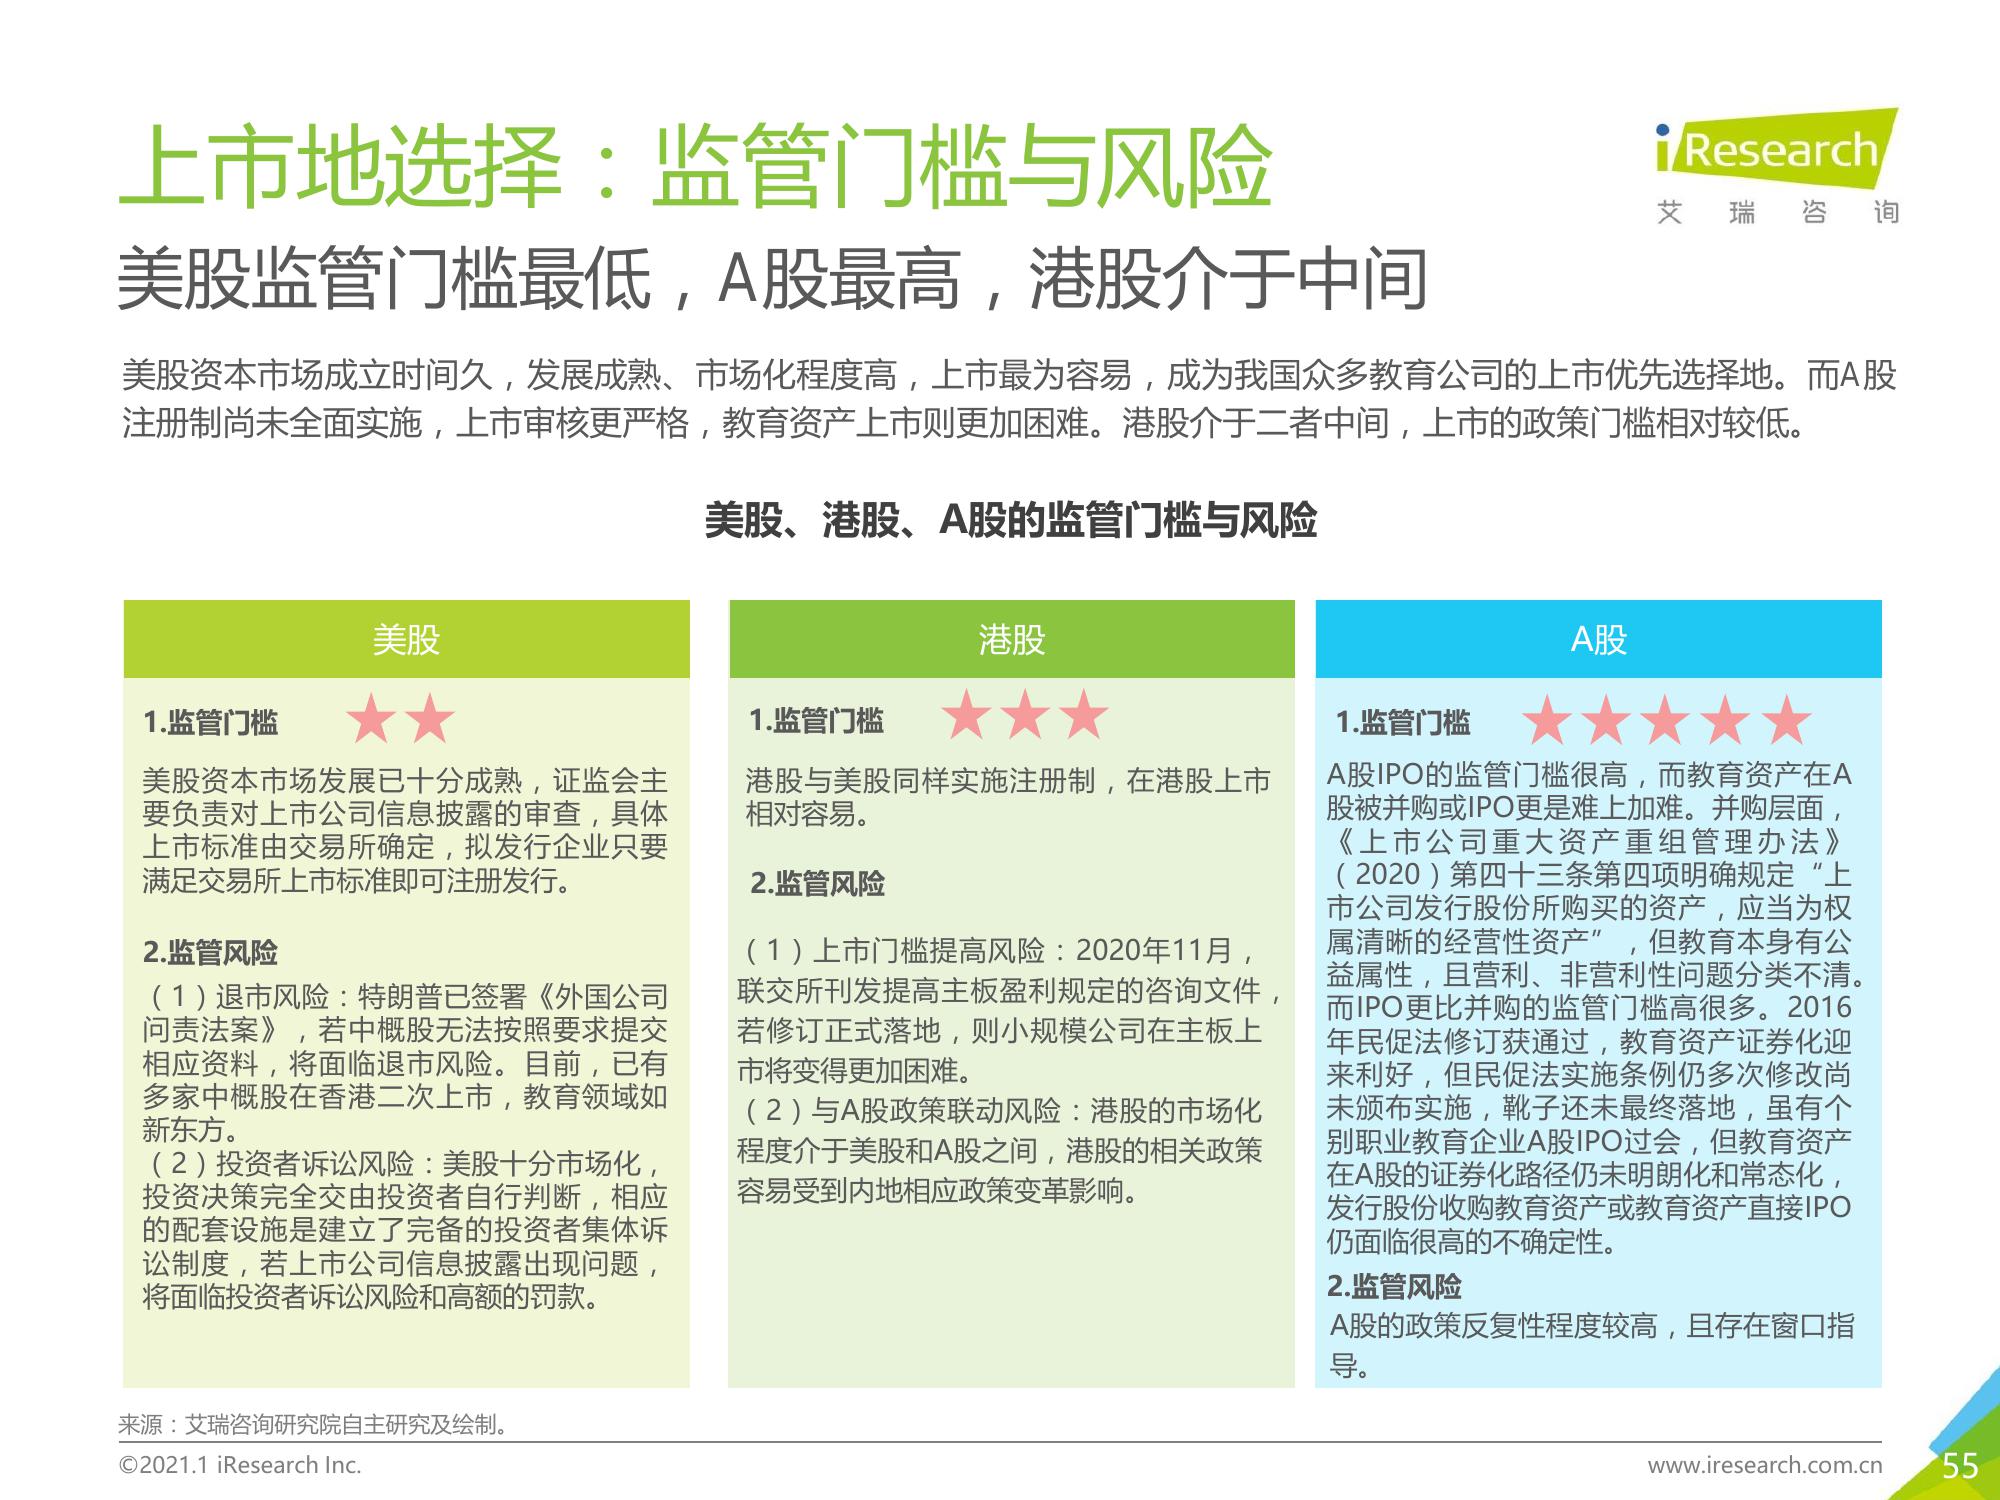 上市地选择：监管门槛与风险
iResearch
艾瑞咨询
美股监管门槛最低，A股最高，港股介于中间
美股资本市场成立时间久，发展成熟、市场化程度高，上市最为容易，成为我国众多教育公司的上市优先选择地。而A股
注册制尚未全面实施，上市审核更严格，教育资产上市则更加困难。港股介于二者中间，上市的政策门槛相对较低。
美股、港股、A股的监管门槛与风险
美股
1.监管门槛
美股资本市场发展已十分成熟，证监会主
要负责对上市公司信息披露的审查，具体
上市标准由交易所确定，拟发行企业只要
满足交易所上市标准即可注册发行。
2.监管风险
（1）退市风险：特朗普已签署《外国公司
问责法案》，若中概股无法按照要求提交
相应资料，将面临退市风险。目前，已有
多家中概股在香港二次上市，教育领域如
新东方。
（2）投资者诉讼风险：美股十分市场化，
投资决策完全交由投资者自行判断，相应
的配套设施是建立了完备的投资者集体诉
讼制度，若上市公司信息披露出现问题，
将面临投资者诉讼风险和高额的罚款。
港股
1.监管门槛
港股与美股同样实施注册制，在港股上市
相对容易。
2.监管风险
（1）上市门槛提高风险：2020年11月，
联交所刊发提高主板盈利规定的咨询文件，
若修订正式落地，则小规模公司在主板上
市将变得更加困难。
（2）与A股政策联动风险：港股的市场化
程度介于美股和A股之间，港股的相关政策
容易受到内地相应政策变革影响。
A股
1.监管门槛
A股IPO的监管门槛很高，而教育资产在A
股被并购或IPO更是难上加难。并购层面，
《上市公司重大资产重组管理办法》
（2020）第四十三条第四项明确规定“上
市公司发行股份所购买的资产，应当为权
属清晰的经营性资产”，但教育本身有公
益属性，且营利、非营利性问题分类不清。
而IPO更比并购的监管门槛高很多。2016
年民促法修订获通过，教育资产证券化迎
来利好，但民促法实施条例仍多次修改尚
未颁布实施，靴子还未最终落地，虽有个
别职业教育企业A股IPO过会，但教育资产
在A股的证券化路径仍未明朗化和常态化，
发行股份收购教育资产或教育资产直接IPO
仍面临很高的不确定性。
2.监管风险
A股的政策反复性程度较高，且存在窗口指
导。
来源：艾瑞咨询研究院自主研究及绘制。
©2021.1 iResearch Inc.
www.iresearch.com.cn
55